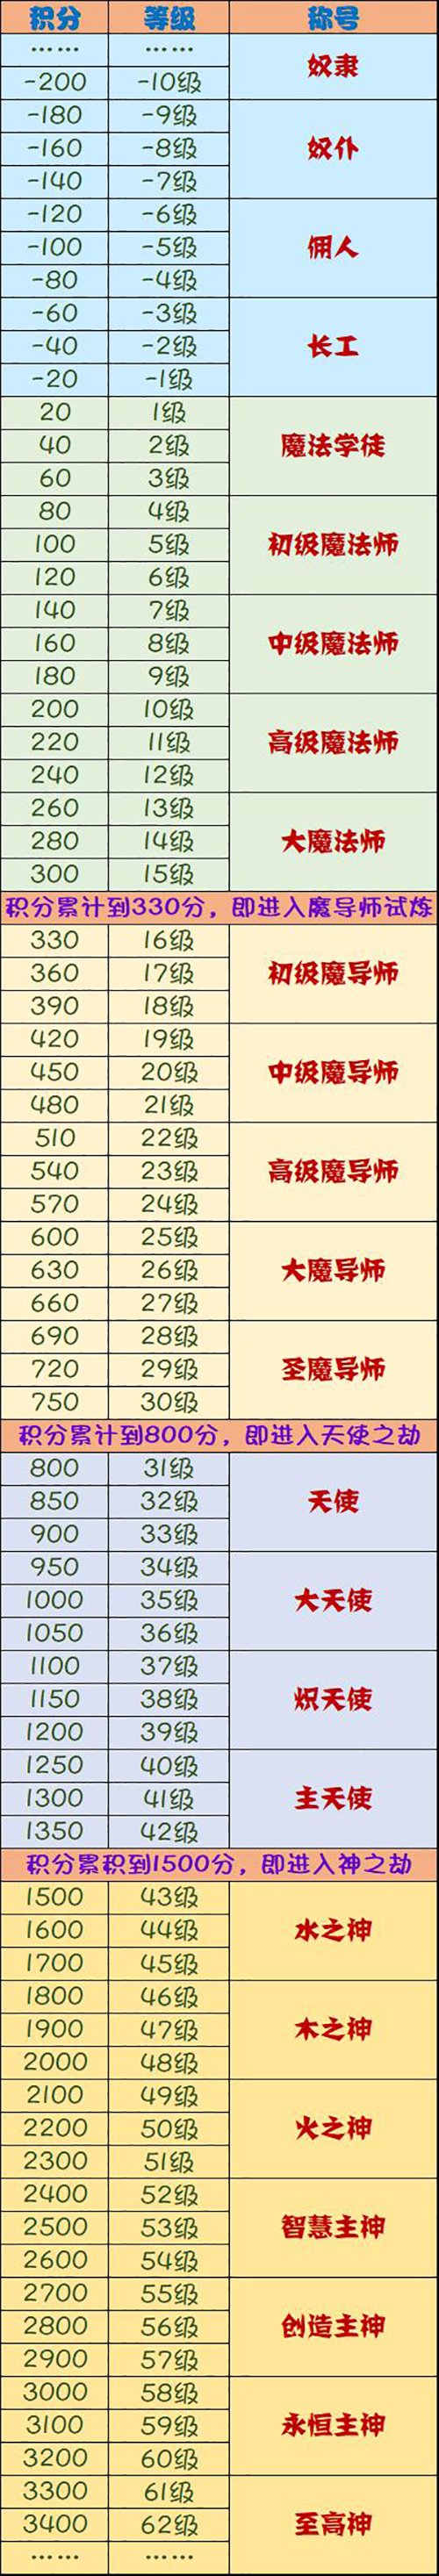 积分 等级 称号
…… …… 奴隶
-200 -10级
-180 -9级
-160 -8级 奴仆
-140 -7级
-120 -6级
-100 -5级 佣人
-80 -4级
-60 -3级
-40 -2级 长工
-20 -1级
20 1级
40 2级 魔法学徒
60 3级
80 4级
100 5级 初级魔法师
120 6级
140 7级
160 8级 中级魔法师
180 9级
200 10级
220 11级 高级魔法师
240 12级
260 13级
280 14级 大魔法师
300 15级
积分累计到330分，即进入魔导师试炼
330 16级
360 17级 初级魔导师
390 18级
420 19级
450 20级 中级魔导师
480 21级
510 22级
540 23级 高级魔导师
570 24级
600 25级
630 26级 大魔导师
660 27级
690 28级
720 29级 圣魔导师
750 30级
积分累计到800分，即进入天使之劫
800 31级
850 32级 天使
900 33级
950 34级
1000 35级 大天使
1050 36级
1100 37级
1150 38级 炽天使
1200 39级
1250 40级
1300 41级 主天使
1350 42级
积分累积到1500分，即进入神之劫
1500 43级
1600 44级 水之神
1700 45级
1800 46级
1900 47级 木之神
2000 48级
2100 49级
2200 50级 火之神
2300 51级
2400 52级
2500 53级 智慧主神
2600 54级
2700 55级
2800 56级 创造主神
2900 57级
3000 58级
3100 59级 永恒主神
3200 60级
3300 61级
3400 62级 至高神
…… ……